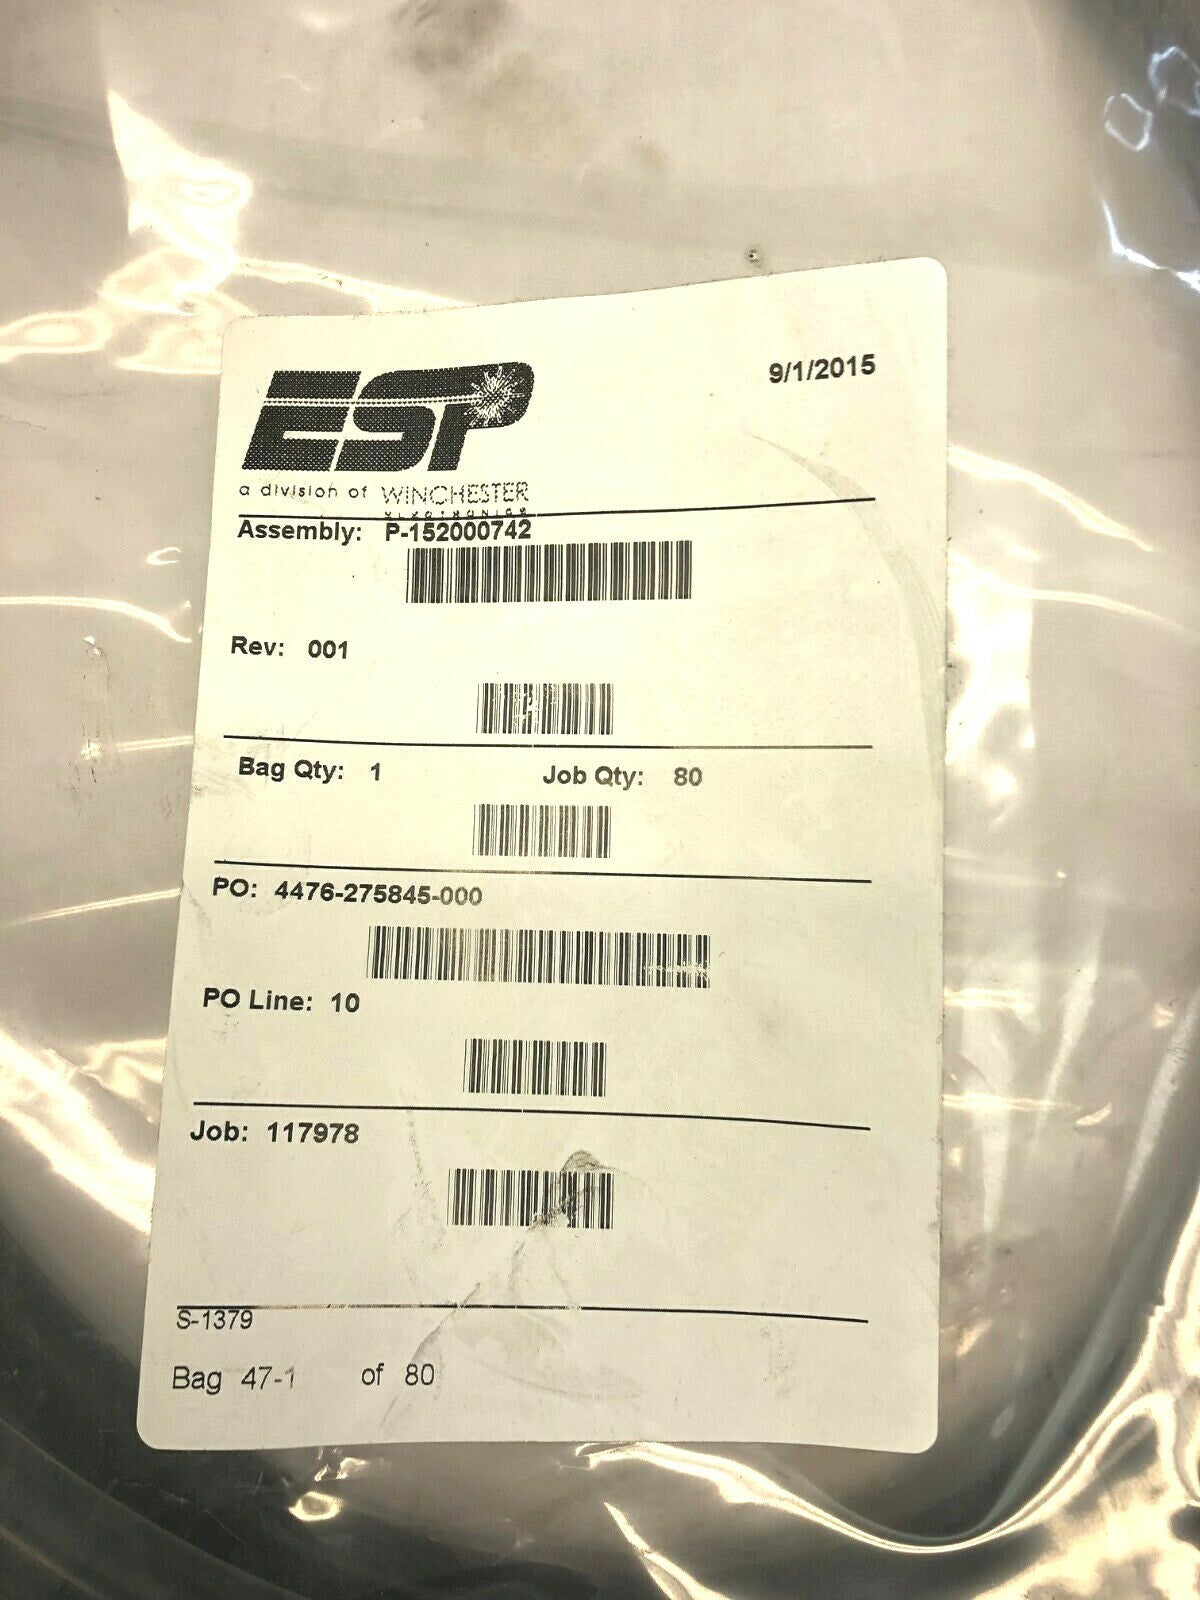 ESP
9/1/2015
a division of WINCHESTER
ELECTRONICS
Assembly: P-152000742
Rev: 001
Bag Qty: 1 Job Qty: 80
PO: 4476-275845-000
PO Line: 10
Job: 117978
S-1379
Bag 47-1 of 80